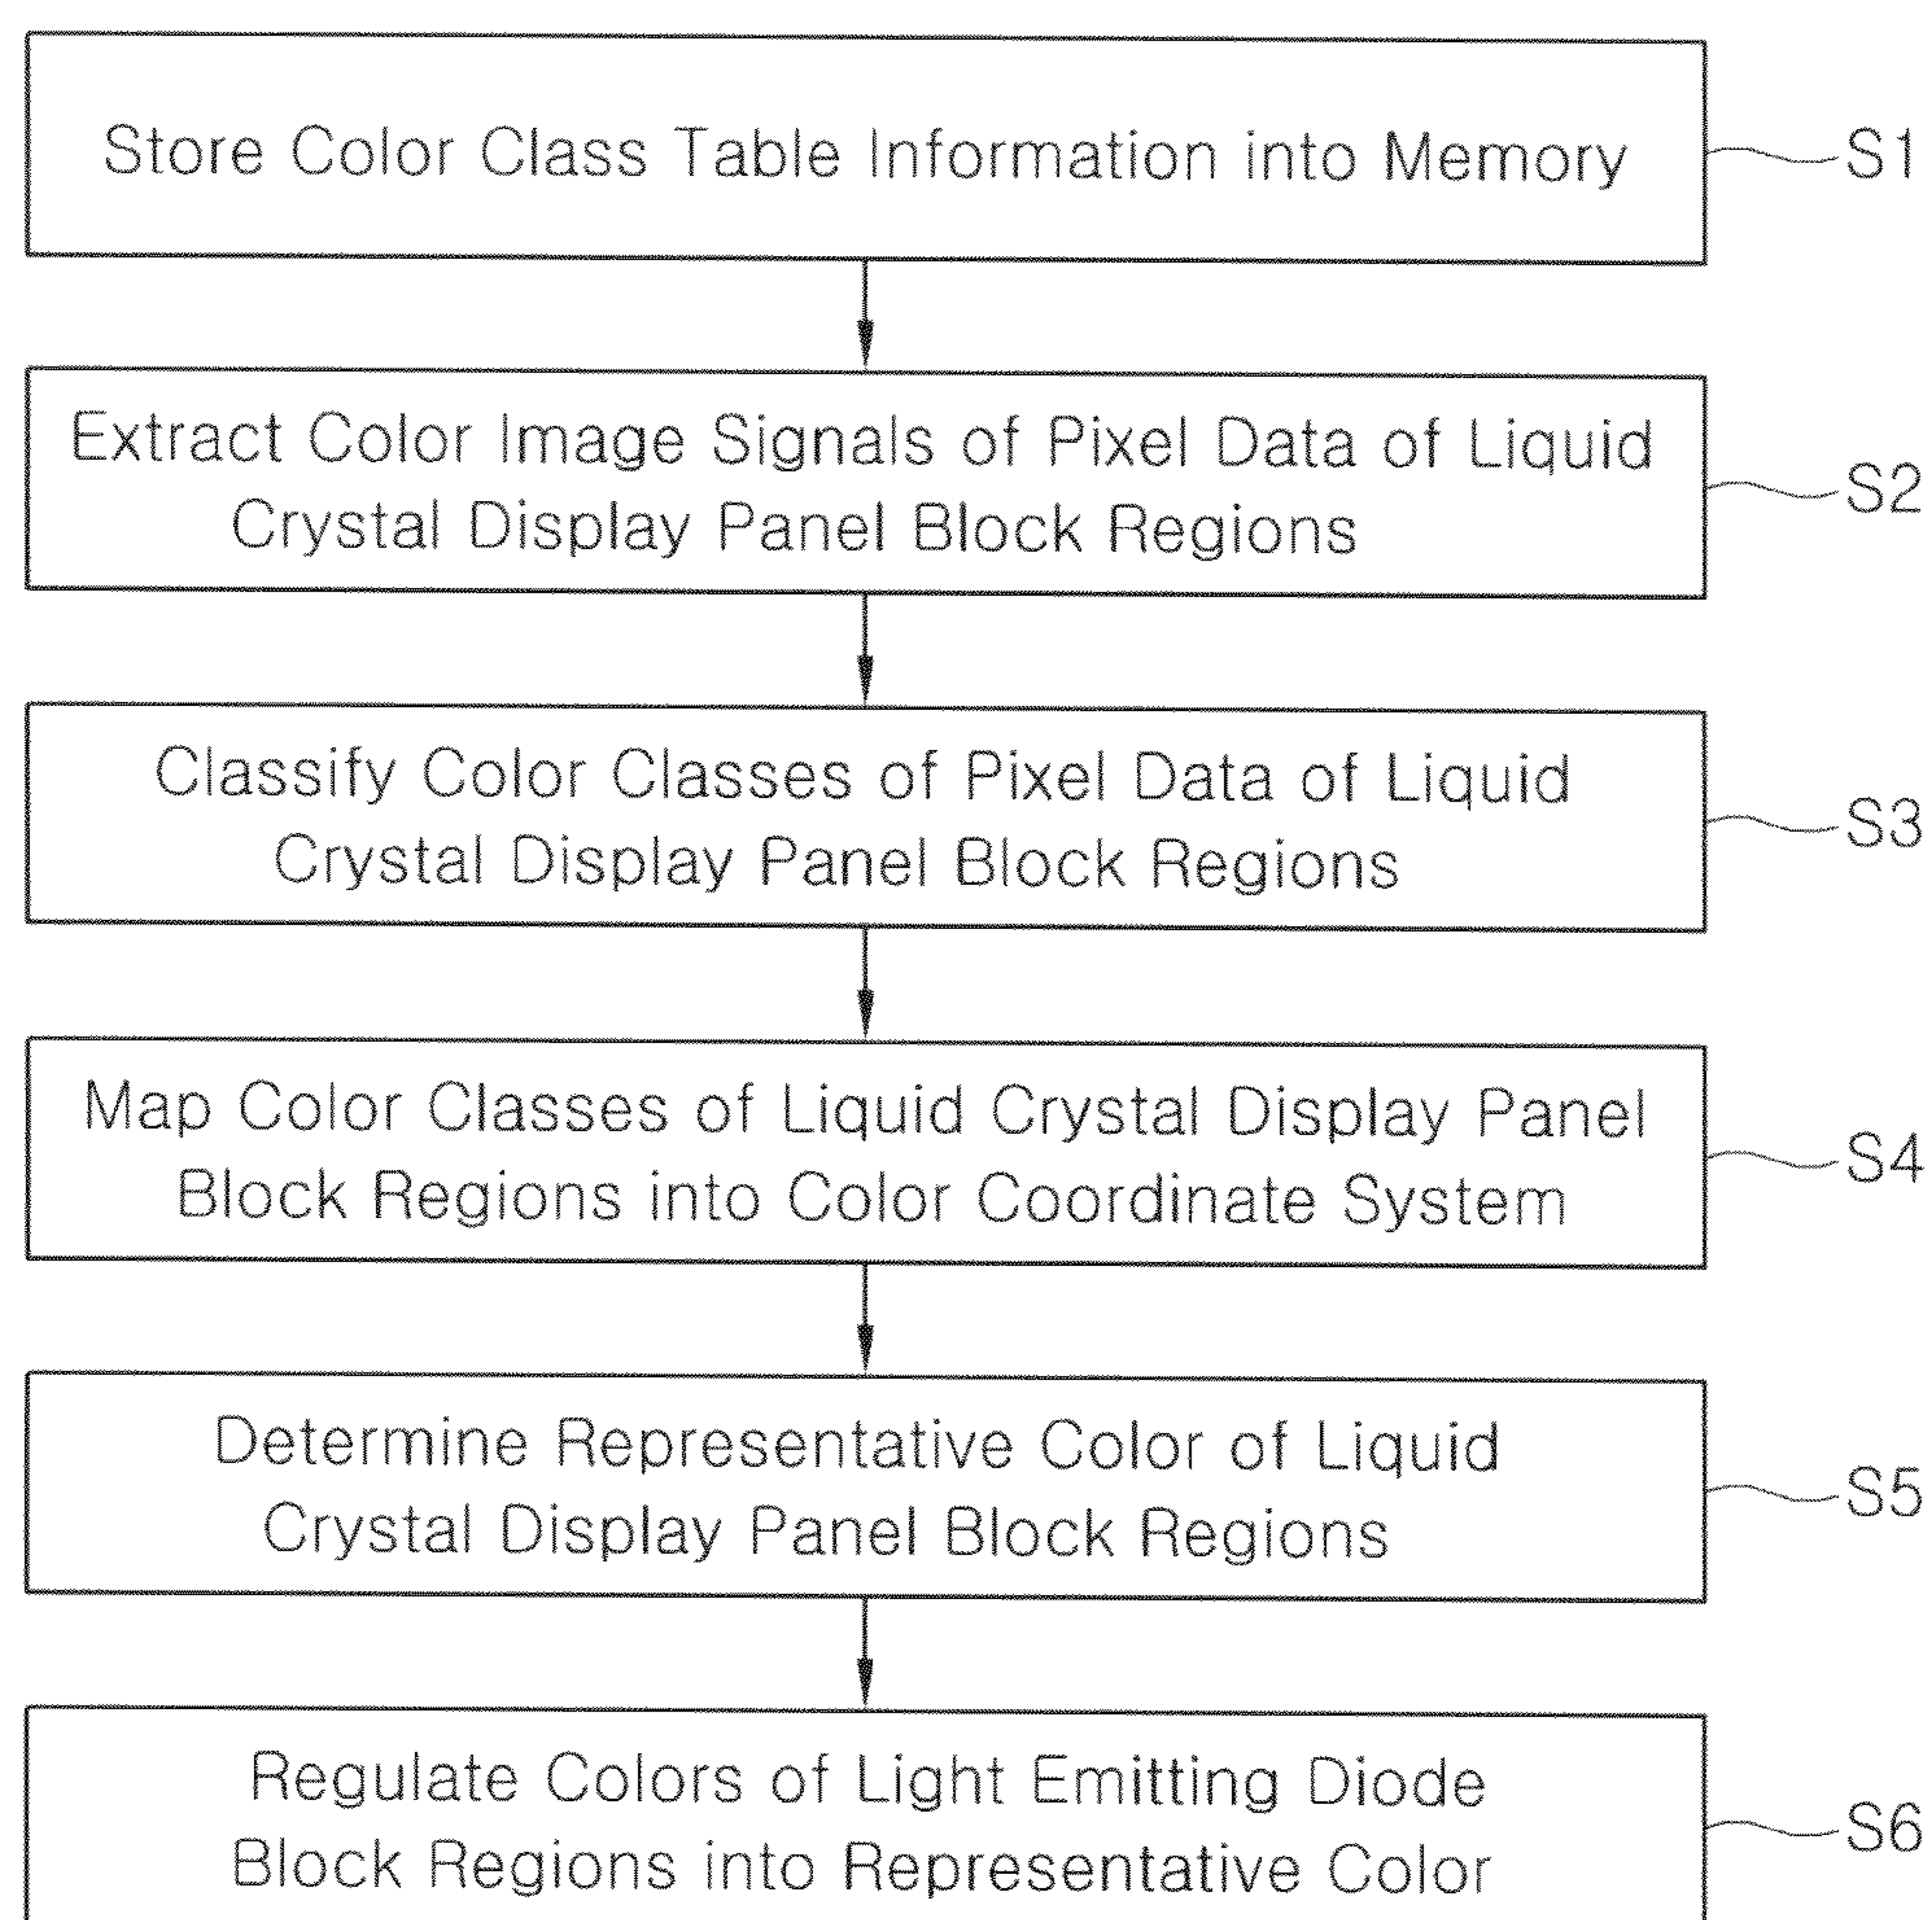 Store Color Class Table Information into Memory
S1
Extract Color Image Signals of Pixel Data of Liquid
Crystal Display Panel Block Regions
S2
Classify Color Classes of Pixel Data of Liquid
Crystal Display Panel Block Regions
S3
Map Color Classes of Liquid Crystal Display Panel
Block Regions into Color Coordinate System
S4
Determine Representative Color of Liquid
Crystal Display Panel Block Regions
S5
Regulate Colors of Light Emitting Diode
Block Regions into Representative Color
S6